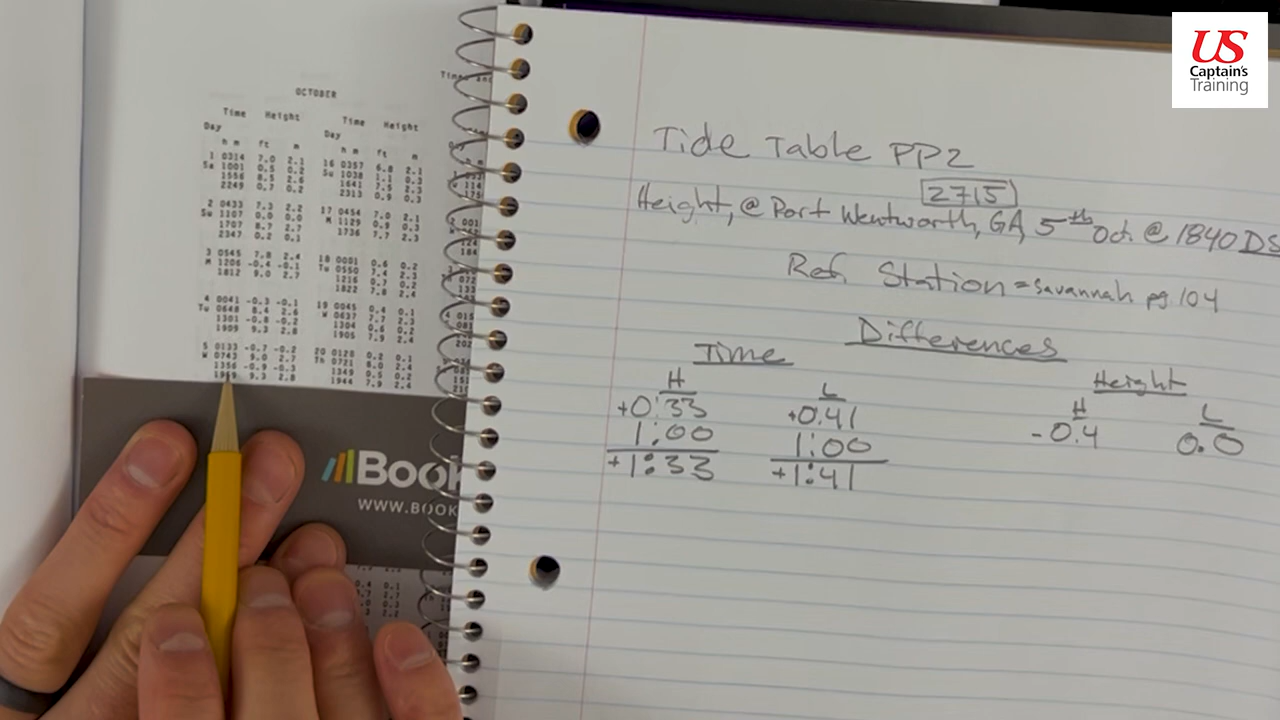 US
Captain's
Training
Time and
OCTOBER
Time Height Time Height
Day Day
h m ft m h m ft m
1 0314 7.0 2.1 16 0357 6.8 2.1
Sa 1001 0.5 0.2 Su 1038 1.1 0.3
1556 8.5 2.6 1641 7.5 2.3
2249 0.7 0.2 2313 0.9 0.3
2 0433 7.3 2.2 17 0454 7.0 2.1
Su 1107 0.0 0.0 M 1129 0.9 0.3
1707 8.7 2.7 1736 7.7 2.3
2347 0.2 0.1
3 0545 7.8 2.4 18 0001 0.6 0.2
M 1206 -0.4 -0.1 Tu 0550 7.4 2.3
1812 9.0 2.7 1216 0.7 0.2
1822 7.8 2.4
4 0041 -0.3 -0.1 19 0045 0.4 0.1
Tu 0648 8.4 2.6 W 0637 7.7 2.3
1301 -0.8 -0.2 1304 0.6 0.2
1909 9.3 2.8 1905 7.9 2.4
5 0133 -0.7 -0.2 20 0128 0.2 0.1
W 0743 9.0 2.7 Th 0721 8.0 2.4
1356 -0.9 -0.3 1349 0.5 0.2
9.3 2.8 1944 7.9 2.4
Book
WWW.BOOK
Tide Table PP2
2715
Height, @ Port Wentworth, GA, 5th Oct. @ 1840 DS
Ref. Station = Savannah pg 104
Differences
Time Height
H L H L
+0:33 +0:41 -0.4 0.0
1:00 1:00
+1:33 +1:41